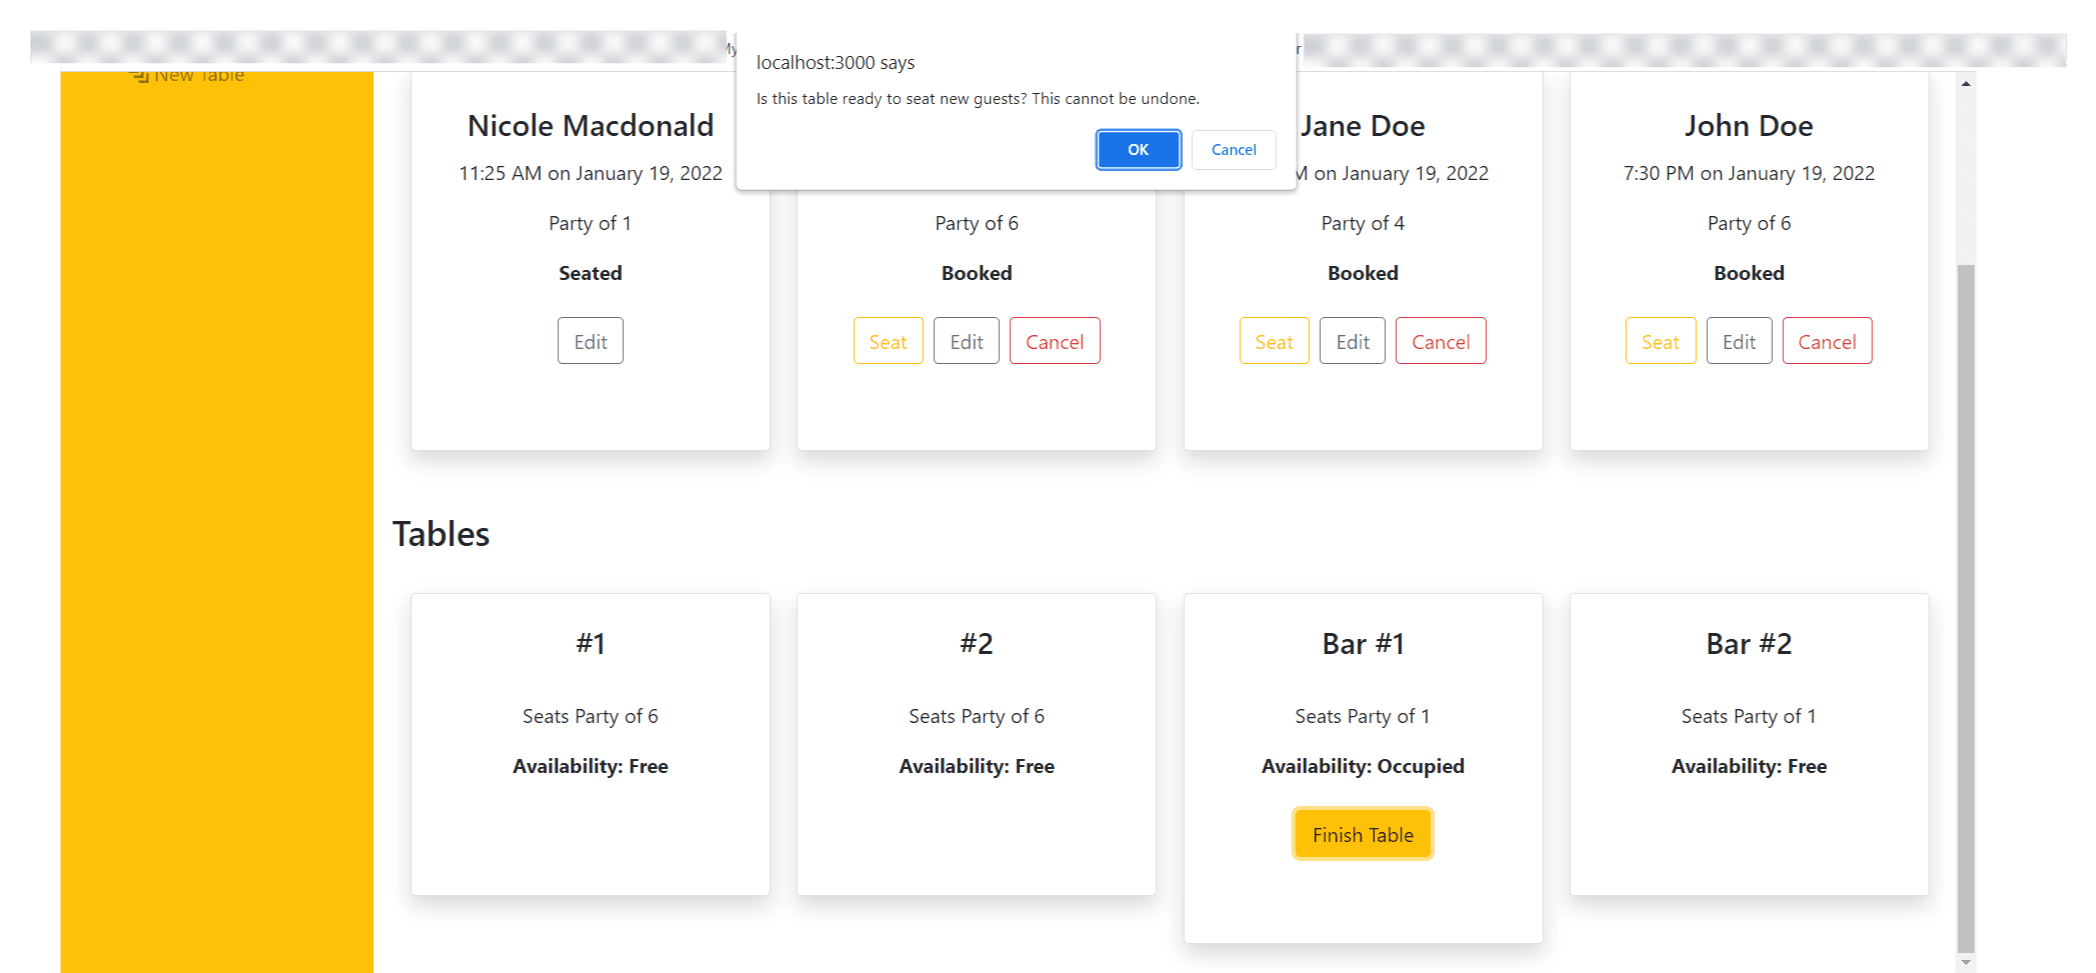 localhost:3000 says
Is this table ready to seat new guests? This cannot be undone.
OK
Cancel
New Table
Nicole Macdonald
11:25 AM on January 19, 2022
Party of 1
Seated
Edit
Party of 6
Booked
Seat Edit Cancel
Jane Doe
on January 19, 2022
Party of 4
Booked
Seat Edit Cancel
John Doe
7:30 PM on January 19, 2022
Party of 6
Booked
Seat Edit Cancel
Tables
#1
Seats Party of 6
Availability: Free
#2
Seats Party of 6
Availability: Free
Bar #1
Seats Party of 1
Availability: Occupied
Finish Table
Bar #2
Seats Party of 1
Availability: Free